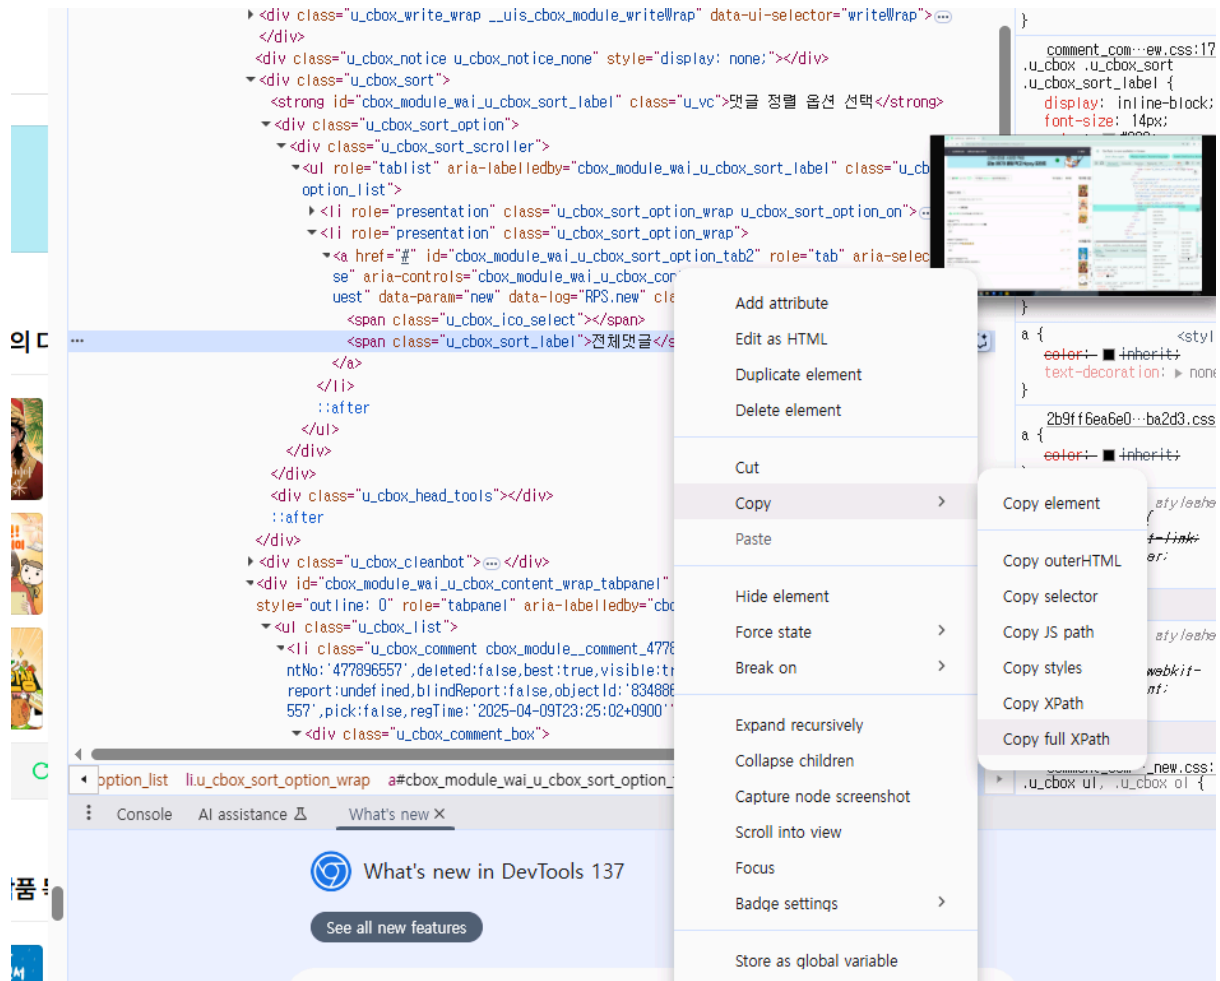 <div class="u_cbox_write_wrap __uis_cbox_module_writeWrap" data-ui-selector="writeWrap">
</div>
<div class="u_cbox_notice u_cbox_notice_none" style="display: none;"></div>
<div class="u_cbox_sort">
<strong id="cbox_module_wai_u_cbox_sort_label" class="u_vc">댓글 정렬 옵션 선택</strong>
<div class="u_cbox_sort_option">
<div class="u_cbox_sort_scroller">
<ul role="tablist" aria-labelledby="cbox_module_wai_u_cbox_sort_label" class="u_cb
option_list">
<li role="presentation" class="u_cbox_sort_option_wrap u_cbox_sort_option_on">
<li role="presentation" class="u_cbox_sort_option_wrap">
<a href="#" id="cbox_module_wai_u_cbox_sort_option_tab2" role="tab" aria-selec
se" aria-controls="cbox_module_wai_u_cbox_con
uest" data-param="new" data-log="RPS.new" cla
<span class="u_cbox_ico_select"></span>
<span class="u_cbox_sort_label">전체댓글</s
</a>
</li>
::after
</ul>
</div>
</div>
<div class="u_cbox_head_tools"></div>
::after
</div>
<div class="u_cbox_cleanbot"></div>
<div id="cbox_module_wai_u_cbox_content_wrap_tabpanel"
style="outline: 0" role="tabpanel" aria-labelledby="cbo
<ul class="u_cbox_list">
<li class="u_cbox_comment cbox_module__comment_4778
ntNo:'477896557',deleted:false,best:true,visible:tr
report:undefined,blindReport:false,objectId:'834886
557',pick:false,regTime:'2025-04-09T23:25:02+0900'
<div class="u_cbox_comment_box">
option_list li.u_cbox_sort_option_wrap a#cbox_module_wai_u_cbox_sort_option_
Console AI assistance What's new
What's new in DevTools 137
See all new features
Add attribute
Edit as HTML
Duplicate element
Delete element
Cut
Copy
Paste
Hide element
Force state
Break on
Expand recursively
Collapse children
Capture node screenshot
Scroll into view
Focus
Badge settings
Store as global variable
Copy element
Copy outerHTML
Copy selector
Copy JS path
Copy styles
Copy XPath
Copy full XPath
}
comment_com…ew.css:17
.u_cbox .u_cbox_sort
.u_cbox_sort_label {
display: inline-block;
font-size: 14px;
}
a { <styl
color: inherit;
text-decoration: none
}
2b9ff6ea6e0…ba2d3.css
a {
color: inherit;
.u_cbox ul, .u_cbox ol {